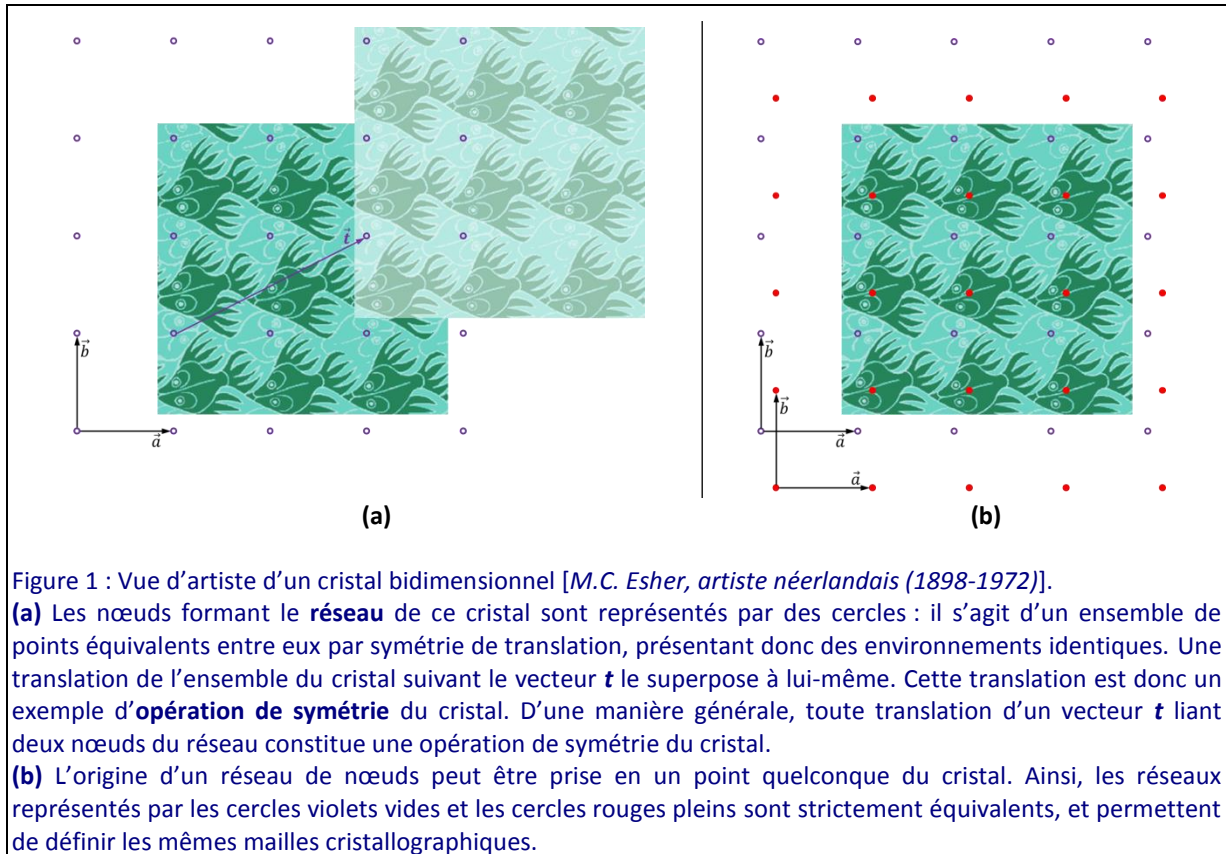 t⃗
b⃗
a⃗
b⃗
b⃗
a⃗
a⃗
(a)
(b)
Figure 1 : Vue d’artiste d’un cristal bidimensionnel [M.C. Esher, artiste néerlandais (1898-1972)].
(a) Les nœuds formant le réseau de ce cristal sont représentés par des cercles : il s’agit d’un ensemble de
points équivalents entre eux par symétrie de translation, présentant donc des environnements identiques. Une
translation de l’ensemble du cristal suivant le vecteur t le superpose à lui-même. Cette translation est donc un
exemple d’opération de symétrie du cristal. D’une manière générale, toute translation d’un vecteur t liant
deux nœuds du réseau constitue une opération de symétrie du cristal.
(b) L’origine d’un réseau de nœuds peut être prise en un point quelconque du cristal. Ainsi, les réseaux
représentés par les cercles violets vides et les cercles rouges pleins sont strictement équivalents, et permettent
de définir les mêmes mailles cristallographiques.